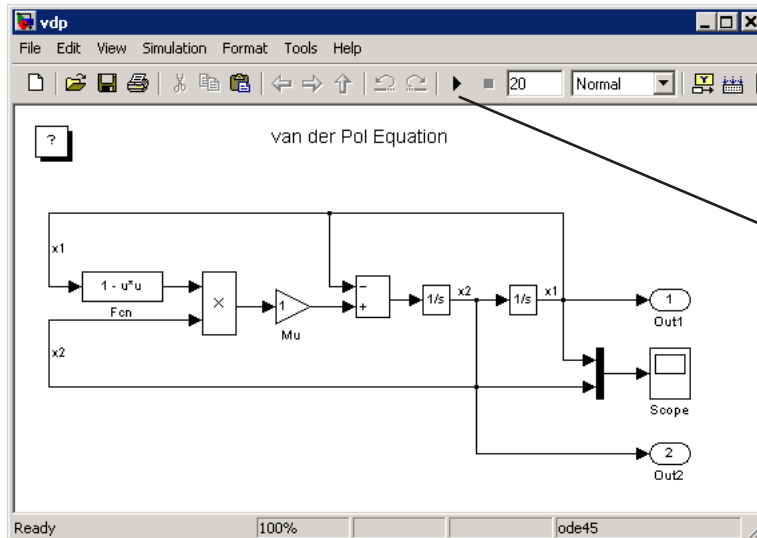 vdp
File Edit View Simulation Format Tools Help
20 Normal
?
van der Pol Equation
x1
1 - u*u
Fcn
×
1
Mu
−
+
1/s
x2
1/s
x1
1
Out1
x2
Scope
2
Out2
Ready 100% ode45